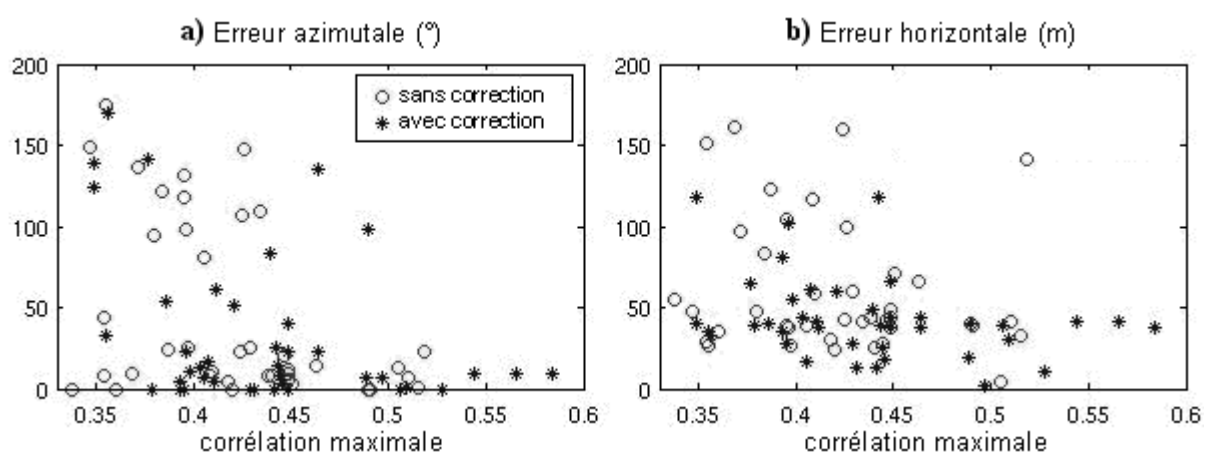 a) Erreur azimutale (°)
200
150
100
50
0
0.35 0.4 0.45 0.5 0.55 0.6
corrélation maximale
sans correction
avec correction
b) Erreur horizontale (m)
200
150
100
50
0
0.35 0.4 0.45 0.5 0.55 0.6
corrélation maximale